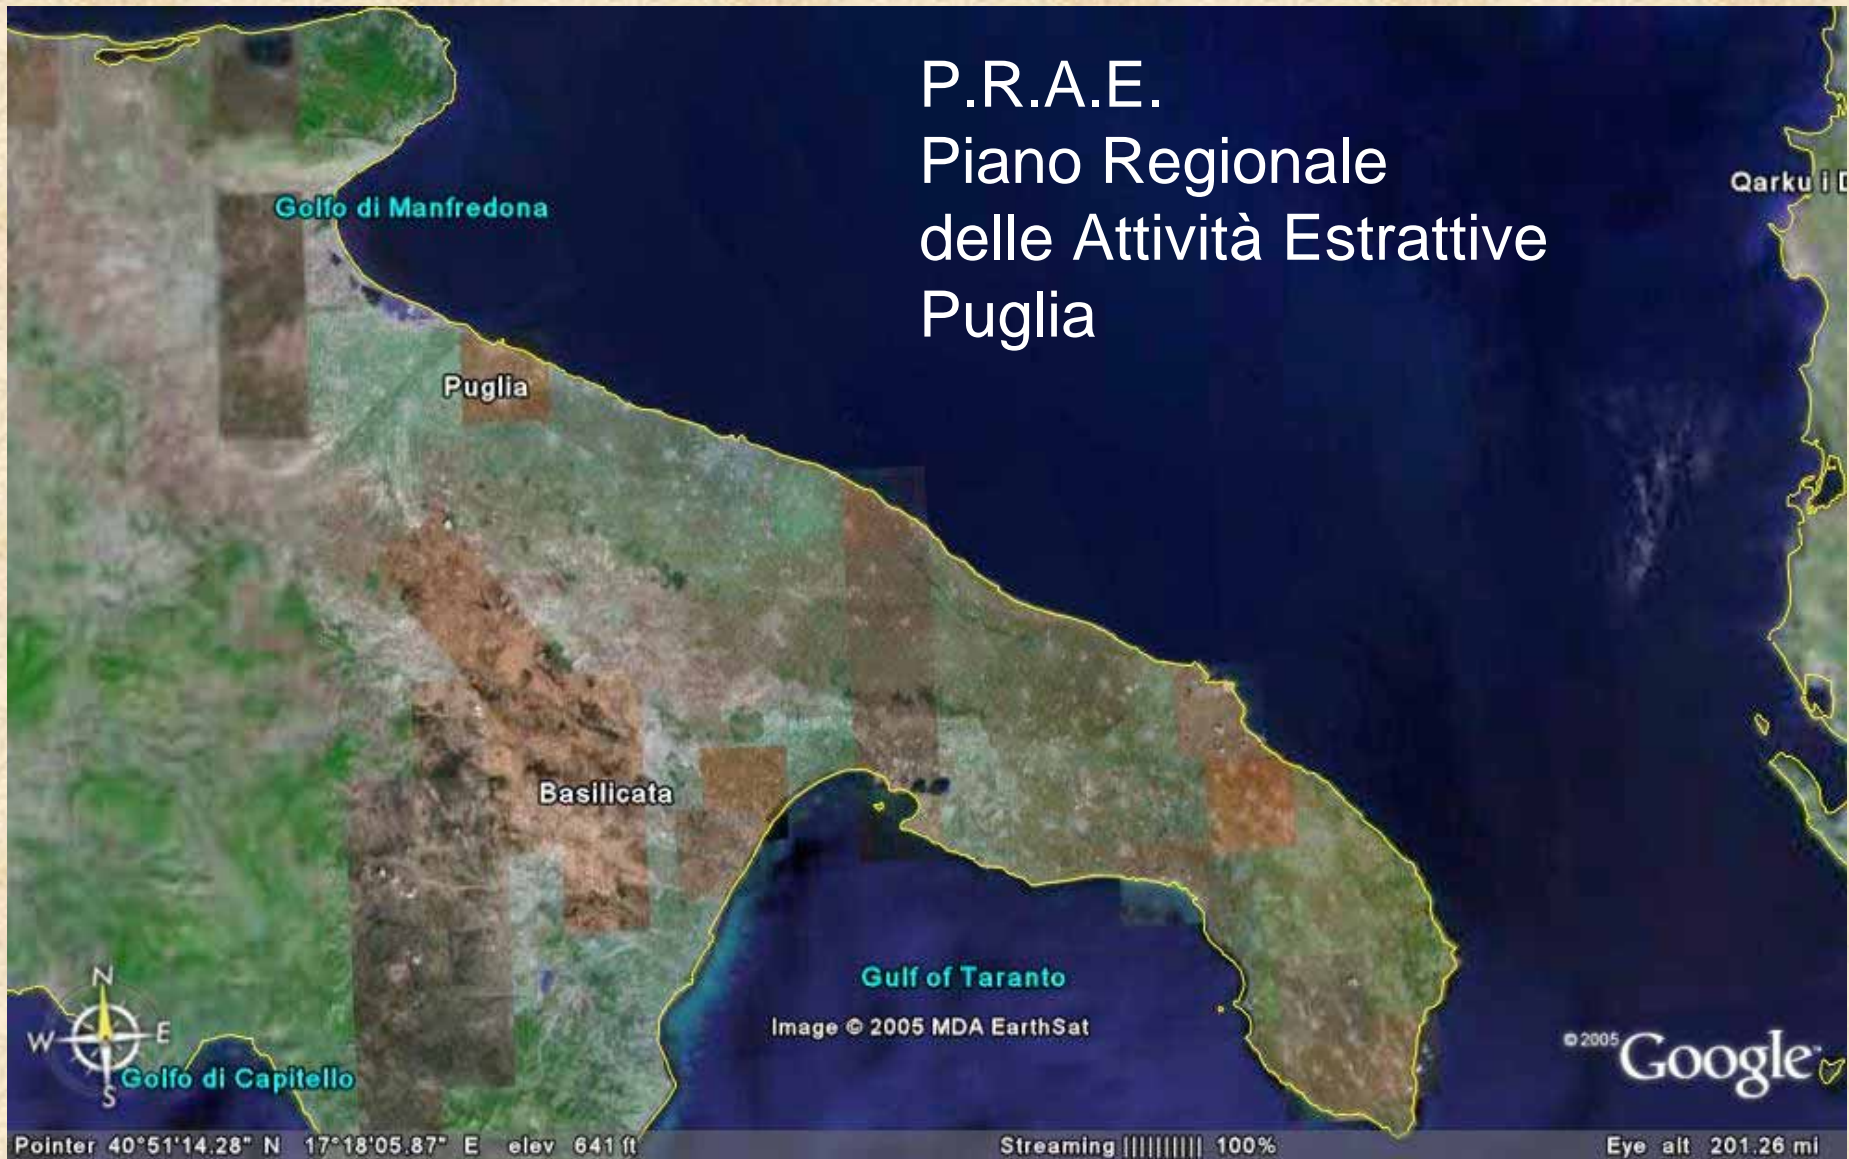 P.R.A.E.
Piano Regionale
delle Attività Estrattive
Puglia
Qarku i D
Golfo di Manfredona
Puglia
Basilicata
Gulf of Taranto
Image © 2005 MDA EarthSat
N
W E
S
Golfo di Capitello
© 2005 Google™
Pointer 40°51'14.28" N 17°18'05.87" E elev 641 ft
Streaming |||||||||| 100%
Eye alt 201.26 mi